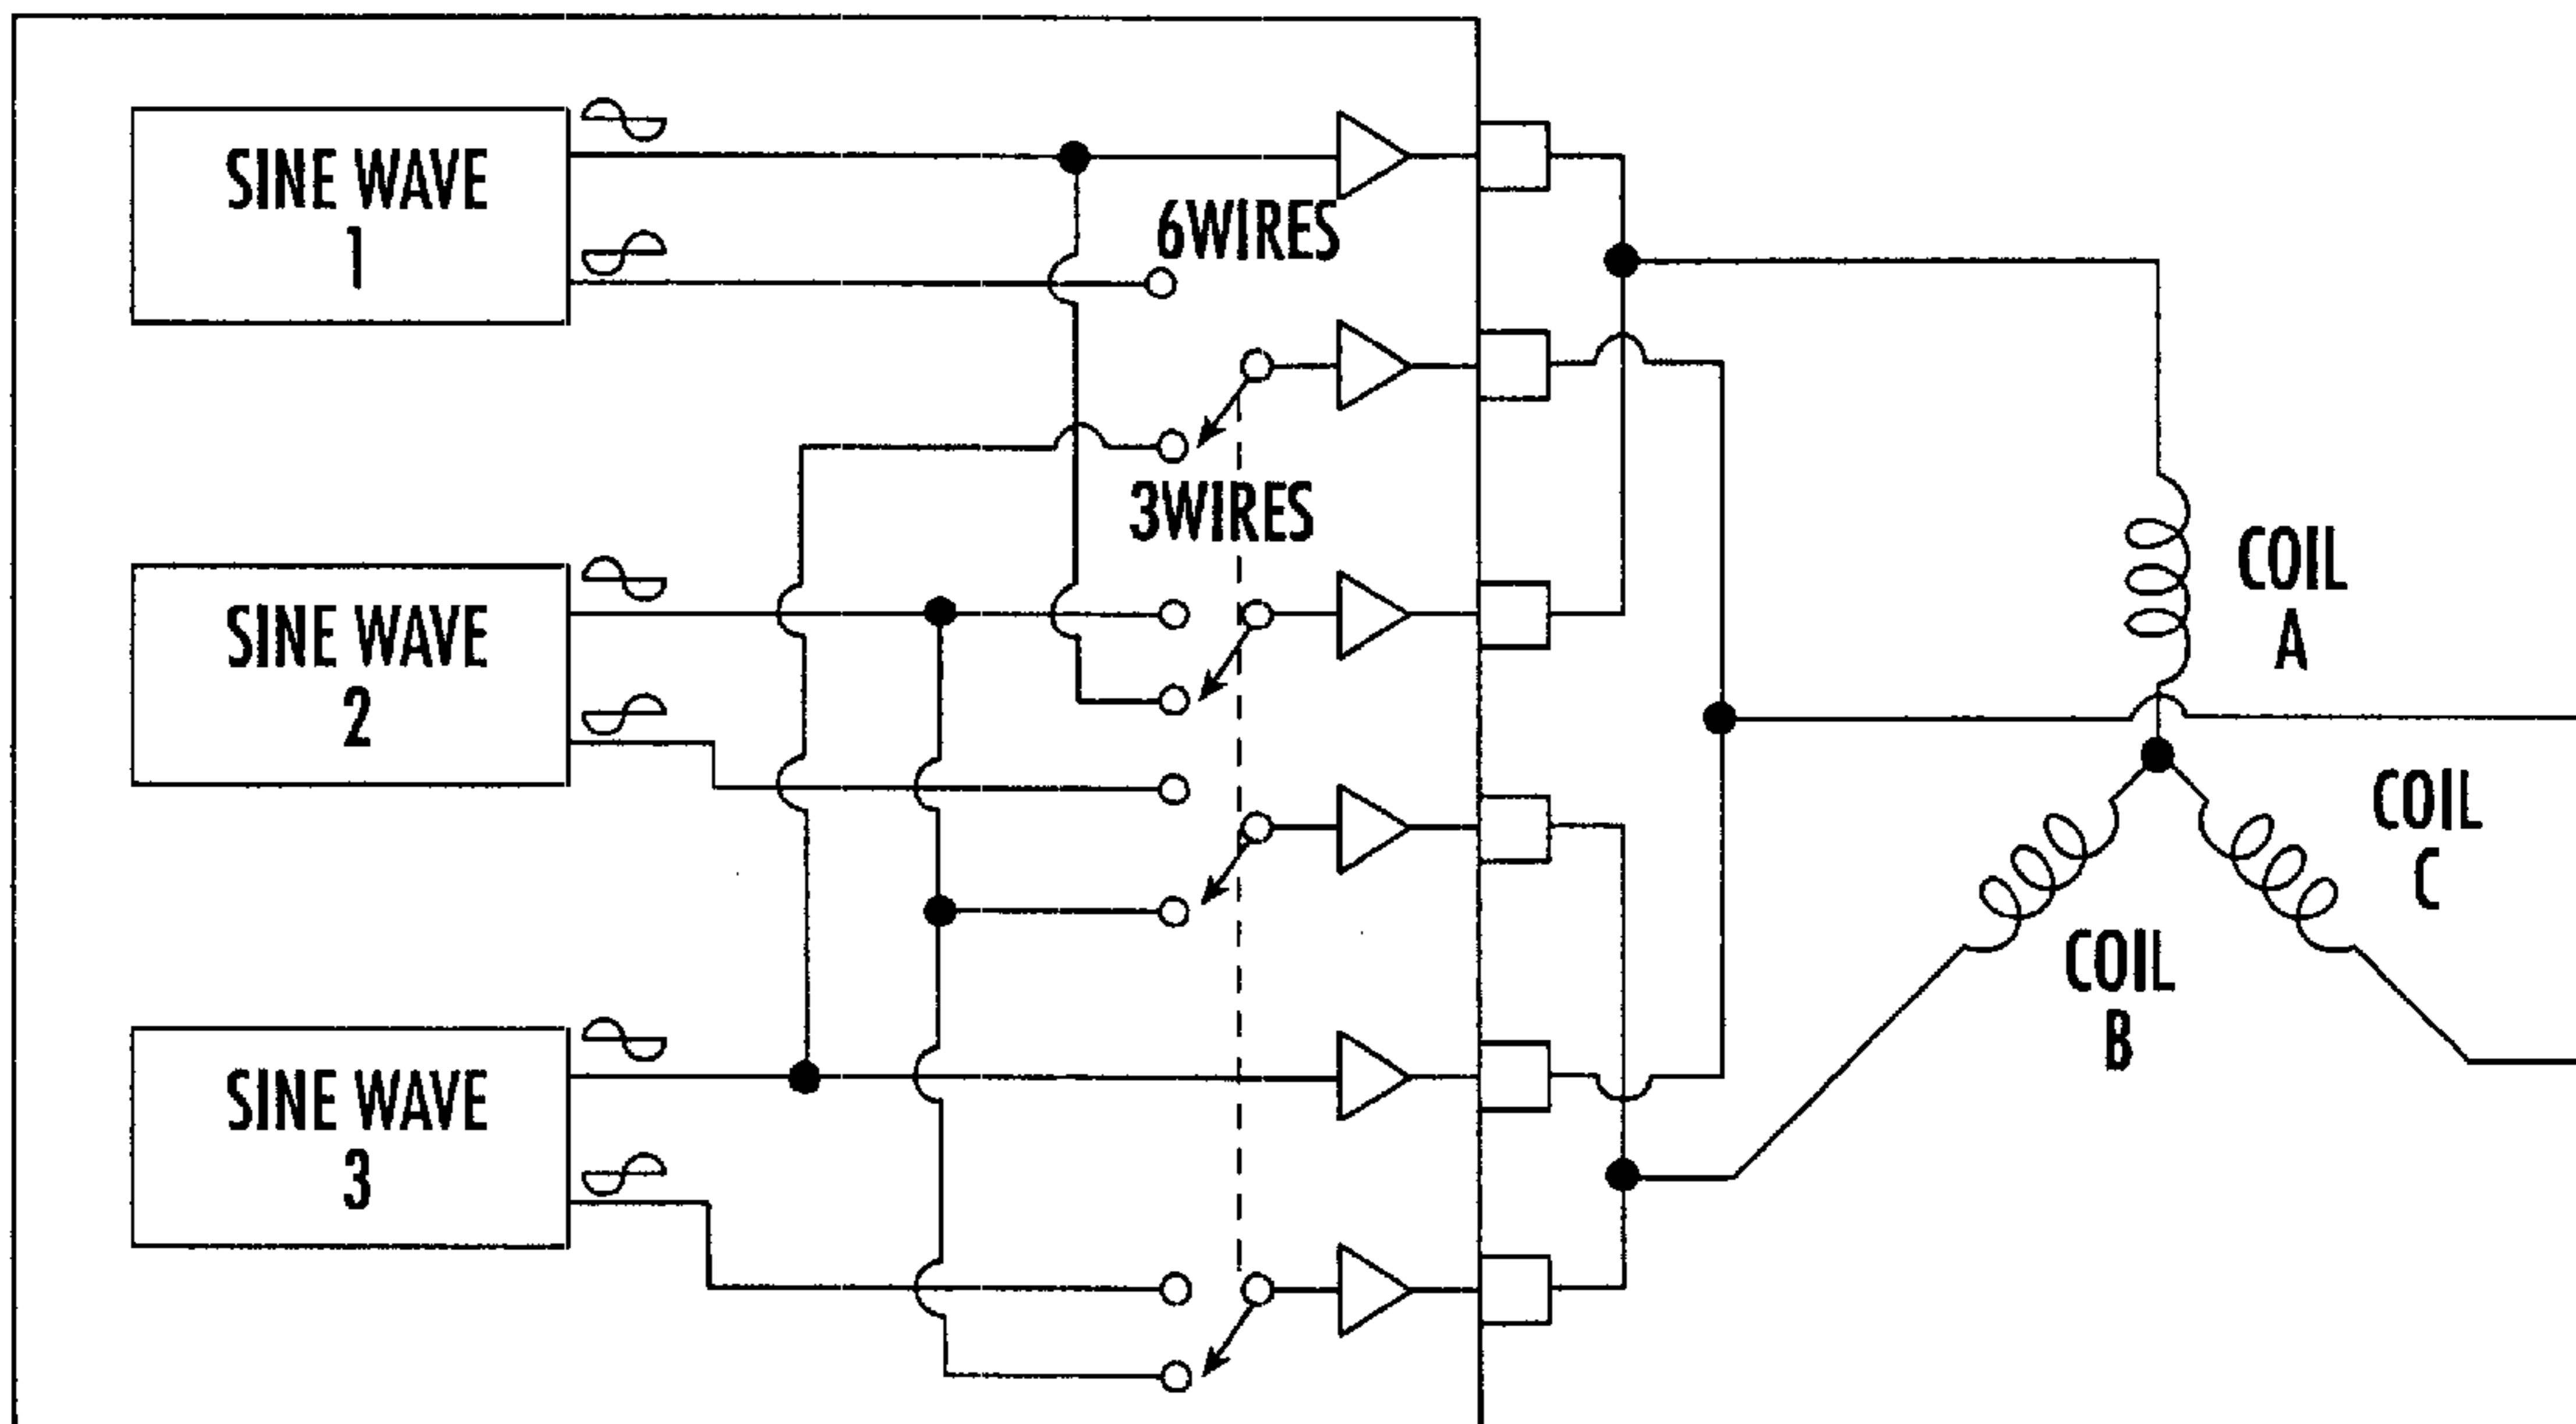 SINE WAVE
1
6WIRES
3WIRES
SINE WAVE
2
COIL
A
COIL
C
COIL
B
SINE WAVE
3